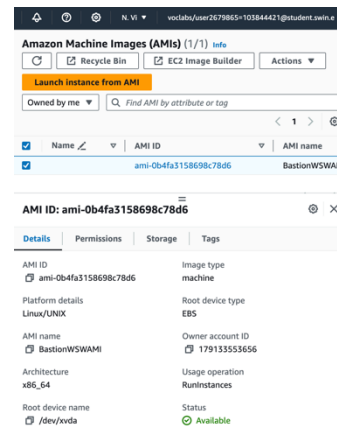 N. Vi ▼ voclabs/user2679865=103844421@student.swin.e
Amazon Machine Images (AMIs) (1/1) Info
Recycle Bin EC2 Image Builder Actions ▼
Launch instance from AMI
Owned by me ▼ Find AMI by attribute or tag
< 1 >
Name AMI ID AMI name
ami-0b4fa3158698c78d6 BastionWSWAI
AMI ID: ami-0b4fa3158698c78d6
Details Permissions Storage Tags
AMI ID Image type
ami-0b4fa3158698c78d6 machine
Platform details Root device type
Linux/UNIX EBS
AMI name Owner account ID
BastionWSWAMI 179133553656
Architecture Usage operation
x86_64 RunInstances
Root device name Status
/dev/xvda Available